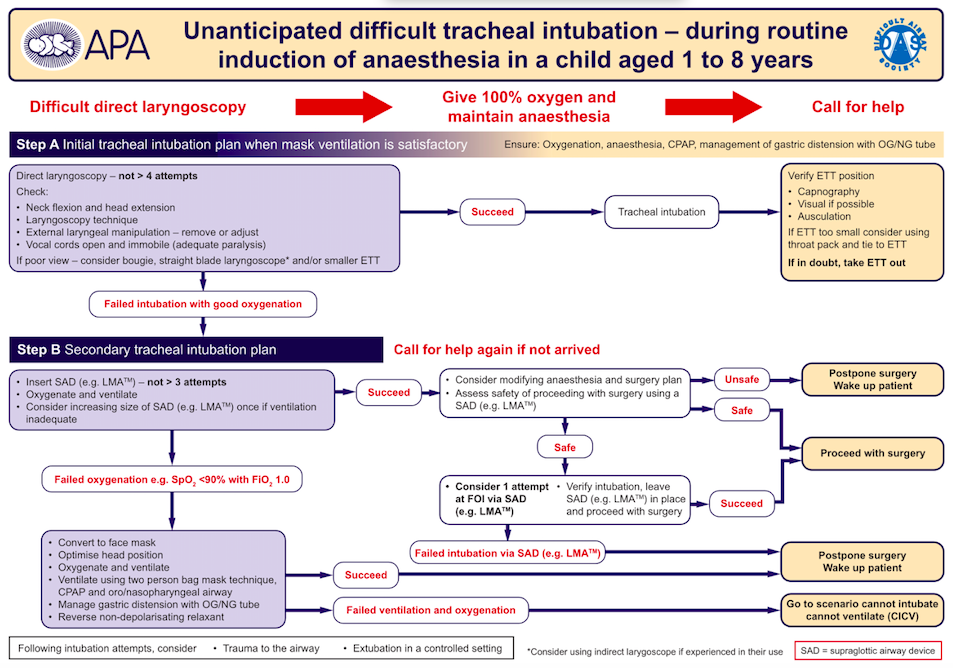 APA
Unanticipated difficult tracheal intubation – during routine
induction of anaesthesia in a child aged 1 to 8 years
DIFFICULT AIRWAY
DAS
SOCIETY
Difficult direct laryngoscopy
Give 100% oxygen and
maintain anaesthesia
Call for help
Step A Initial tracheal intubation plan when mask ventilation is satisfactory
Ensure: Oxygenation, anaesthesia, CPAP, management of gastric distension with OG/NG tube
Direct laryngoscopy – not > 4 attempts
Check:
• Neck flexion and head extension
• Laryngoscopy technique
• External laryngeal manipulation – remove or adjust
• Vocal cords open and immobile (adequate paralysis)
If poor view – consider bougie, straight blade laryngoscope* and/or smaller ETT
Succeed
Tracheal intubation
Verify ETT position
• Capnography
• Visual if possible
• Ausculation
If ETT too small consider using
throat pack and tie to ETT
If in doubt, take ETT out
Failed intubation with good oxygenation
Step B Secondary tracheal intubation plan
Call for help again if not arrived
• Insert SAD (e.g. LMA™) – not > 3 attempts
• Oxygenate and ventilate
• Consider increasing size of SAD (e.g. LMA™) once if ventilation
inadequate
Succeed
• Consider modifying anaesthesia and surgery plan
• Assess safety of proceeding with surgery using a
SAD (e.g. LMA™)
Unsafe
Postpone surgery
Wake up patient
Safe
Safe
Proceed with surgery
Failed oxygenation e.g. SpO₂ <90% with FiO₂ 1.0
• Consider 1 attempt
at FOI via SAD
(e.g. LMA™)
• Verify intubation, leave
SAD (e.g. LMA™) in place
and proceed with surgery
Succeed
Failed intubation via SAD (e.g. LMA™)
Postpone surgery
Wake up patient
• Convert to face mask
• Optimise head position
• Oxygenate and ventilate
• Ventilate using two person bag mask technique,
CPAP and oro/nasopharyngeal airway
• Manage gastric distension with OG/NG tube
• Reverse non-depolarising relaxant
Succeed
Failed ventilation and oxygenation
Go to scenario cannot intubate
cannot ventilate (CICV)
Following intubation attempts, consider • Trauma to the airway • Extubation in a controlled setting
*Consider using indirect larygoscope if experienced in their use
SAD = supraglottic airway device